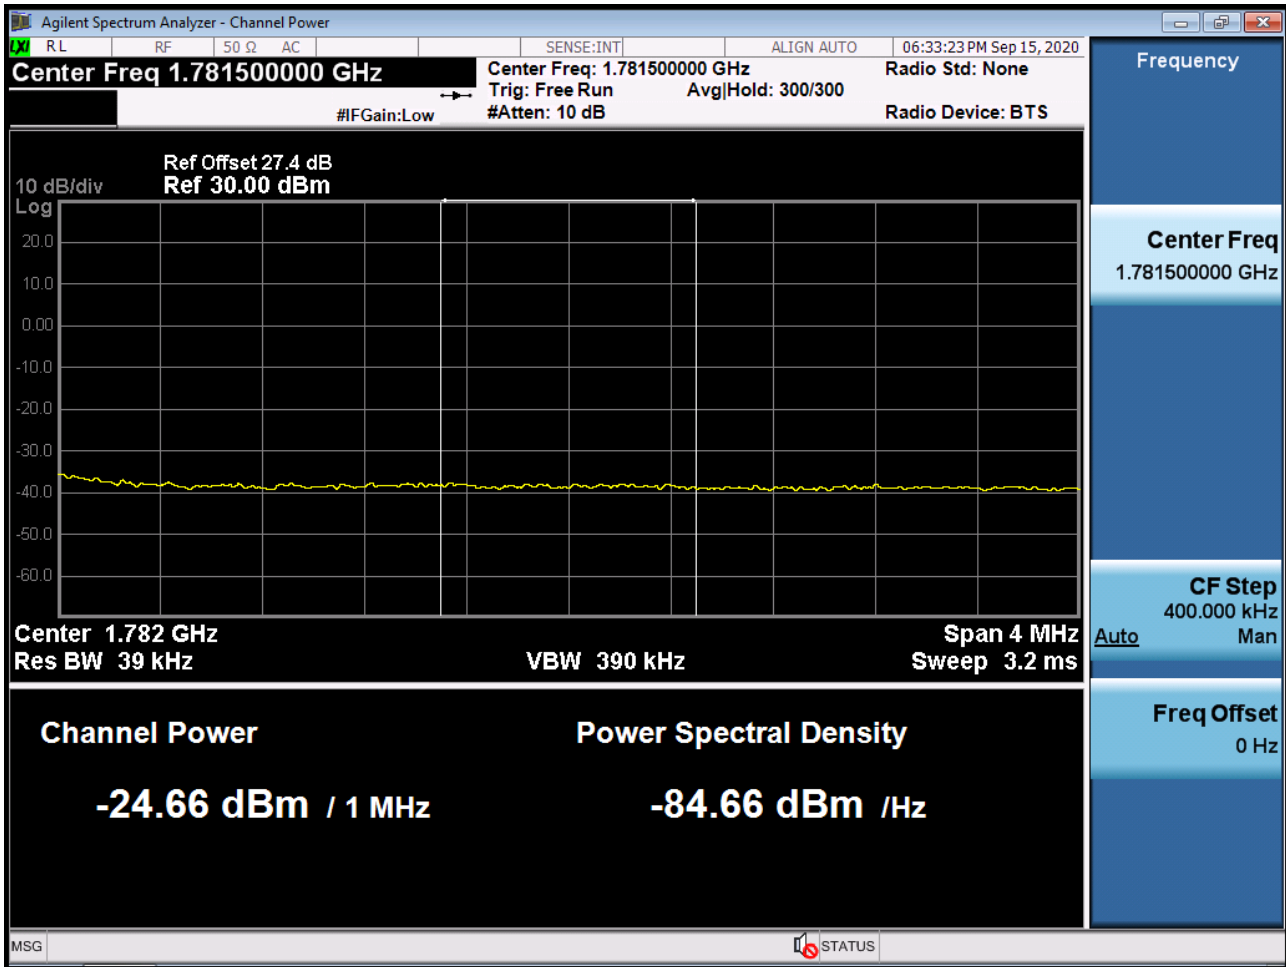 Agilent Spectrum Analyzer - Channel Power
LXI RL RF 50 Ω AC SENSE:INT ALIGN AUTO 06:33:23 PM Sep 15, 2020
Center Freq 1.781500000 GHz
#IFGain:Low
Center Freq: 1.781500000 GHz
Trig: Free Run Avg|Hold: 300/300
#Atten: 10 dB
Radio Std: None
Radio Device: BTS
Ref Offset 27.4 dB
10 dB/div Ref 30.00 dBm
Log
20.0
10.0
0.00
-10.0
-20.0
-30.0
-40.0
-50.0
-60.0
Center 1.782 GHz Span 4 MHz
Res BW 39 kHz VBW 390 kHz Sweep 3.2 ms
Channel Power Power Spectral Density
-24.66 dBm / 1 MHz -84.66 dBm /Hz
Frequency
Center Freq
1.781500000 GHz
CF Step
400.000 kHz
Auto Man
Freq Offset
0 Hz
MSG STATUS